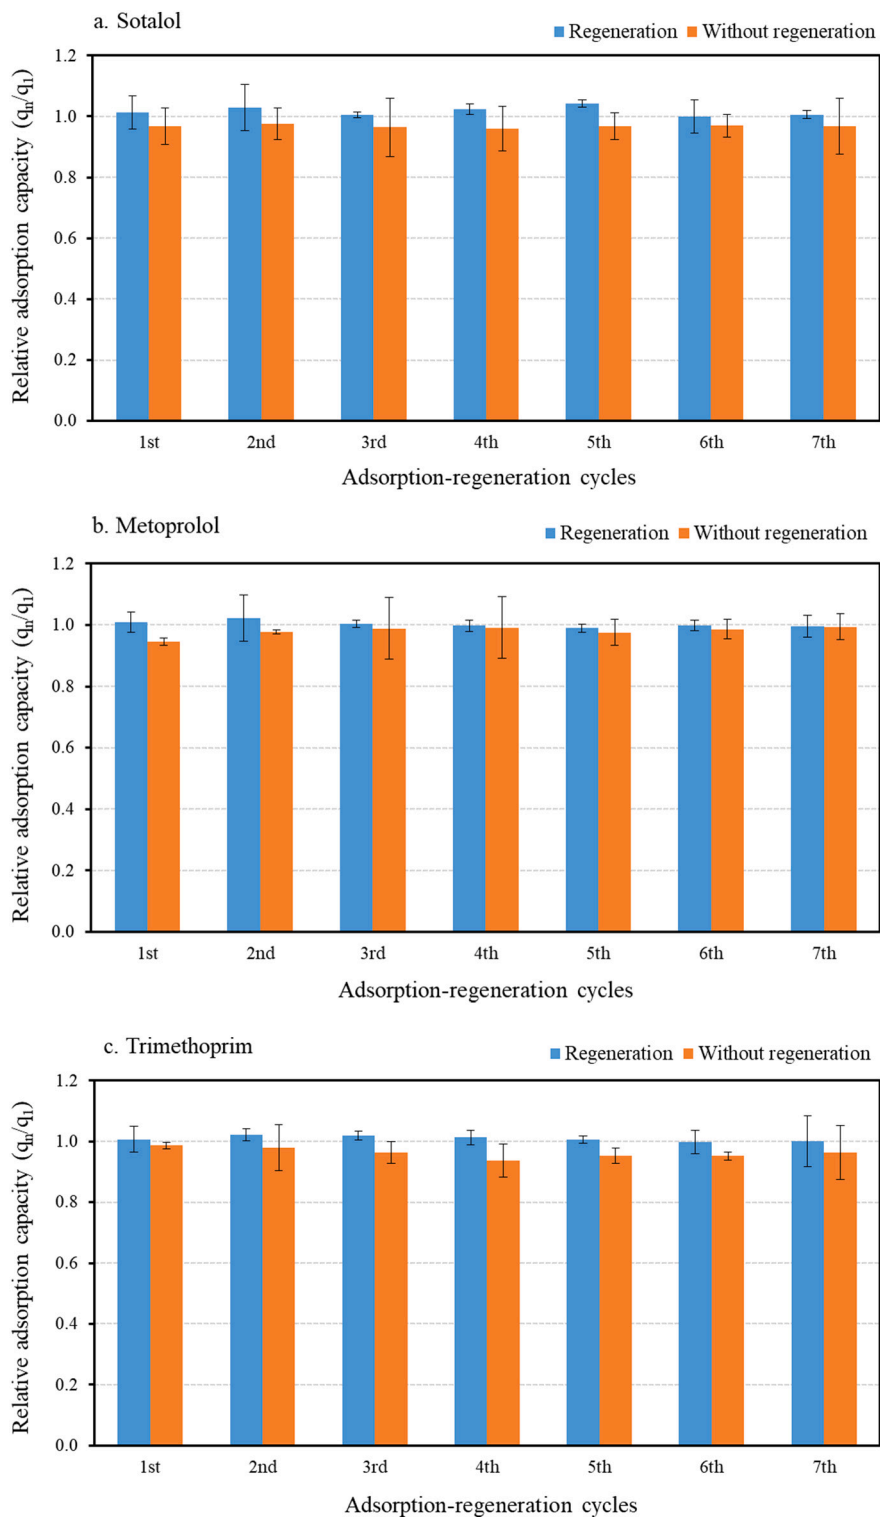 a. Sotalol
Regeneration Without regeneration
Relative adsorption capacity (qₙ/q₁)
1.2
1.0
0.8
0.6
0.4
0.2
0.0
1st 2nd 3rd 4th 5th 6th 7th
Adsorption-regeneration cycles
b. Metoprolol
Regeneration Without regeneration
Relative adsorption capacity (qₙ/q₁)
1.2
1.0
0.8
0.6
0.4
0.2
0.0
1st 2nd 3rd 4th 5th 6th 7th
Adsorption-regeneration cycles
c. Trimethoprim
Regeneration Without regeneration
Relative adsorption capacity (qₙ/q₁)
1.2
1.0
0.8
0.6
0.4
0.2
0.0
1st 2nd 3rd 4th 5th 6th 7th
Adsorption-regeneration cycles